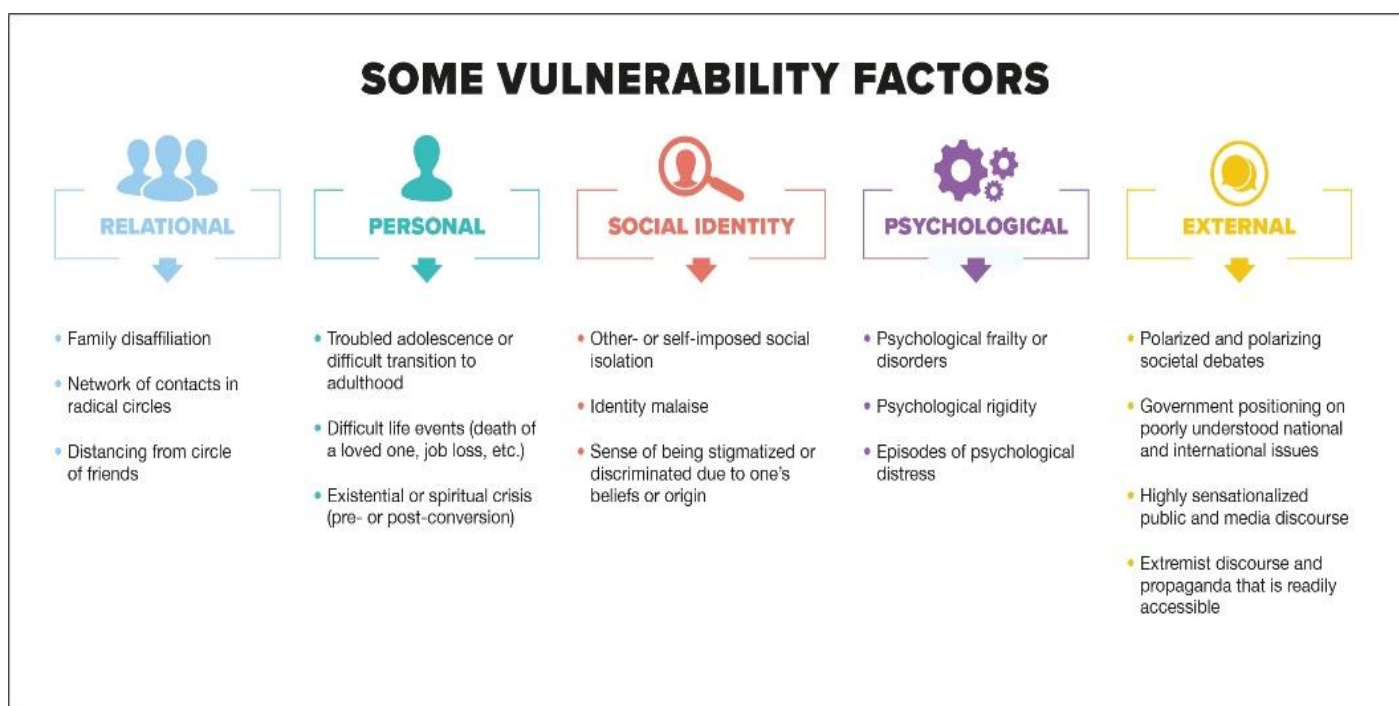 SOME VULNERABILITY FACTORS
RELATIONAL
• Family disaffiliation
• Network of contacts in
radical circles
• Distancing from circle
of friends
PERSONAL
• Troubled adolescence or
difficult transition to
adulthood
• Difficult life events (death of
a loved one, job loss, etc.)
• Existential or spiritual crisis
(pre- or post-conversion)
SOCIAL IDENTITY
• Other- or self-imposed social
isolation
• Identity malaise
• Sense of being stigmatized or
discriminated due to one's
beliefs or origin
PSYCHOLOGICAL
• Psychological frailty or
disorders
• Psychological rigidity
• Episodes of psychological
distress
EXTERNAL
• Polarized and polarizing
societal debates
• Government positioning on
poorly understood national
and international issues
• Highly sensationalized
public and media discourse
• Extremist discourse and
propaganda that is readily
accessible